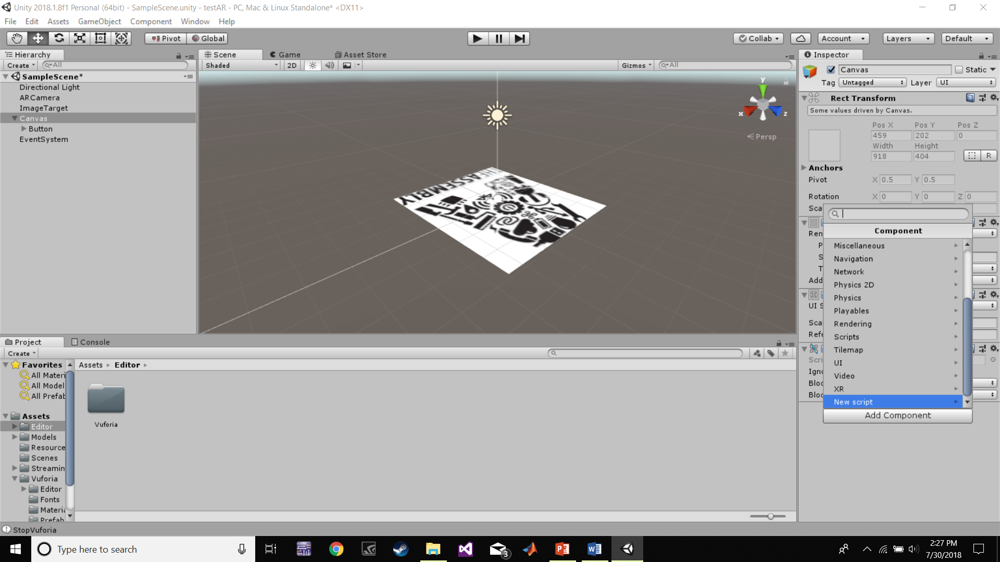 Unity 2018.1.8f1 Personal (64bit) - SampleScene.unity - testAR - PC, Mac & Linux Standalone* <DX11>
File Edit Assets GameObject Component Window Help
Pivot Global Collab Account Layers Default
Hierarchy Scene Game Asset Store Inspector
Create All Shaded 2D Gizmos All
Canvas Static
Tag Untagged Layer UI
SampleScene*
Directional Light
ARCamera
ImageTarget
Canvas
Button
EventSystem
y
x z
Persp
ASSEMBLY
Rect Transform
Some values driven by Canvas.
Pos X Pos Y Pos Z
459 202 0
Width Height
918 404 R
Anchors
Pivot X 0.5 Y 0.5
Rotation X 0 Y 0 Z 0
Sca
Component
Ren
P
S
T
Add
UI S
Sca
Refe
Scri
Igno
Bloc
Bloc
Miscellaneous
Navigation
Network
Physics 2D
Physics
Playables
Rendering
Scripts
Tilemap
UI
Video
XR
New script
Add Component
Project Console
Create
Favorites
All Materi
All Model
All Prefab
Assets
Editor
Models
Resource
Scenes
Streamin
Vuforia
Editor
Fonts
Materia
Prefab
Assets Editor
Vuforia
StopVuforia
Type here to search
3
2:27 PM
7/30/2018